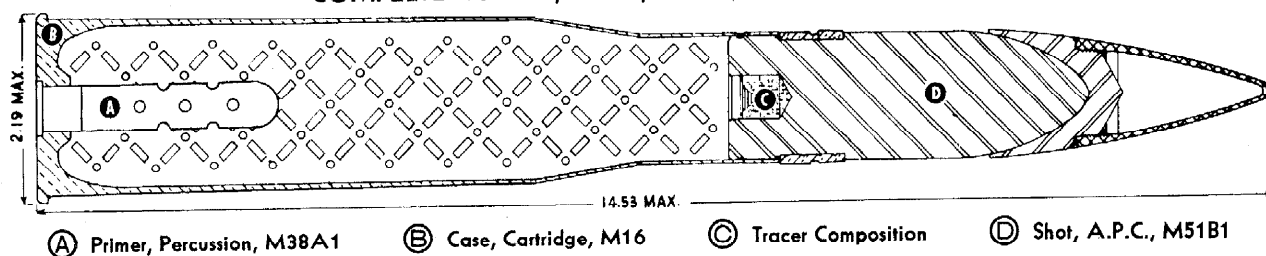 2.19 MAX.
B
A
C
D
14.53 MAX.
A Primer, Percussion, M38A1 B Case, Cartridge, M16 C Tracer Composition D Shot, A.P.C., M51B1